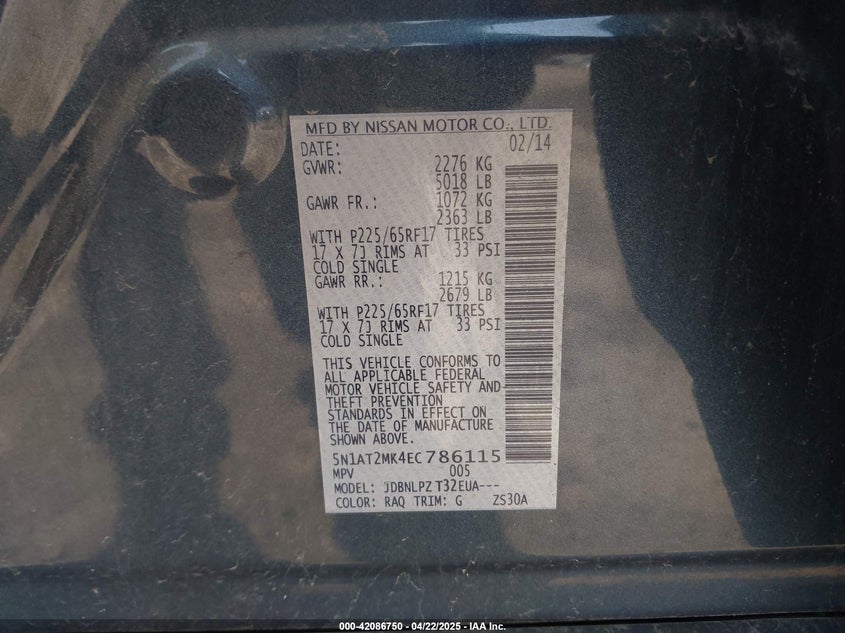 MFD BY NISSAN MOTOR CO., LTD.
DATE: 02/14
GVWR: 2276 KG
5018 LB
GAWR FR.: 1072 KG
2363 LB
WITH P225/65RF17 TIRES
17 X 7J RIMS AT 33 PSI
COLD SINGLE
GAWR RR.: 1215 KG
2679 LB
WITH P225/65RF17 TIRES
17 X 7J RIMS AT 33 PSI
COLD SINGLE
THIS VEHICLE CONFORMS TO
ALL APPLICABLE FEDERAL
MOTOR VEHICLE SAFETY AND
THEFT PREVENTION
STANDARDS IN EFFECT ON
THE DATE OF MANUFACTURE
SHOWN ABOVE.
5N1AT2MK4EC786115
MPV 005
MODEL: JDBNLPZ T32EUA---
COLOR: RAQ TRIM: G ZS30A
000-42086750 - 04/22/2025 - IAA Inc.